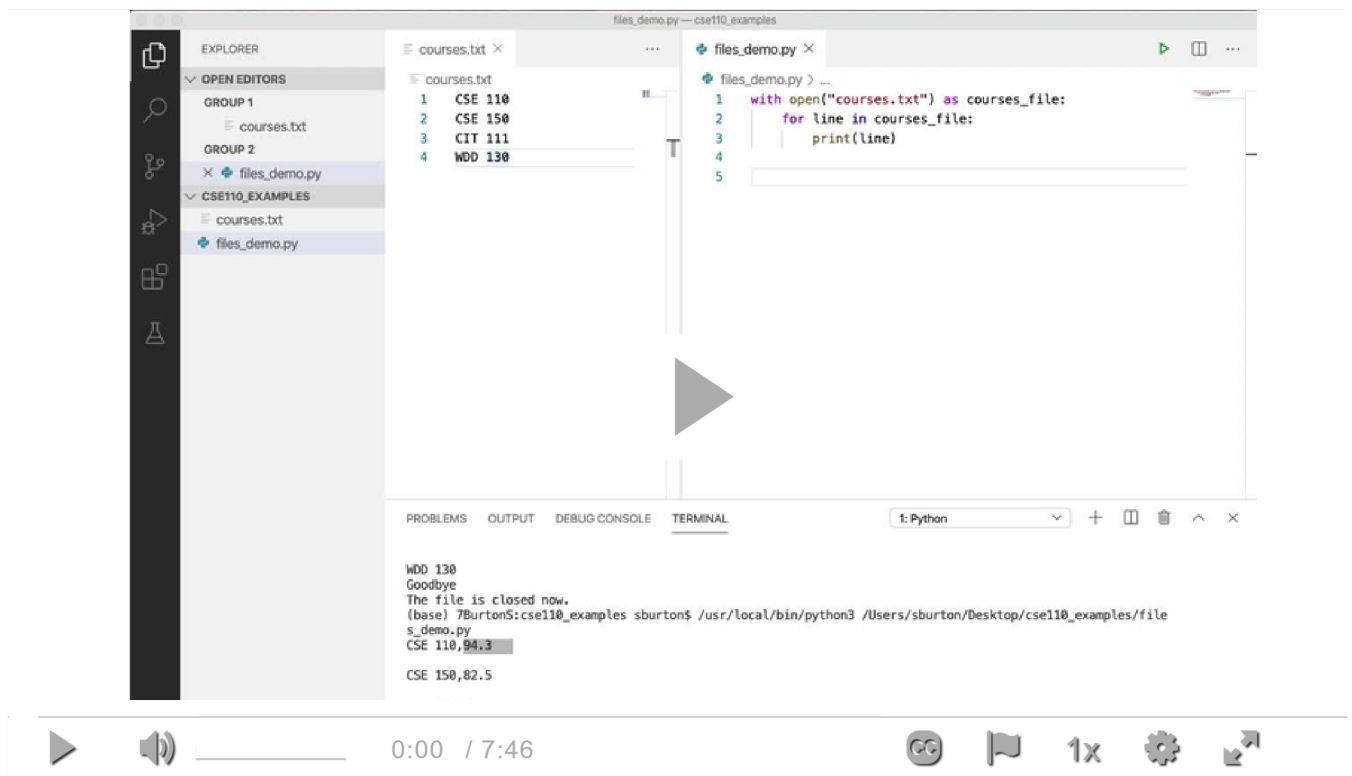 files_demo.py — cse110_examples
EXPLORER
OPEN EDITORS
GROUP 1
courses.txt
GROUP 2
files_demo.py
CSE110_EXAMPLES
courses.txt
files_demo.py
courses.txt
courses.txt
1 CSE 110
2 CSE 150
3 CIT 111
4 WDD 130
files_demo.py
files_demo.py > ...
1 with open("courses.txt") as courses_file:
2 for line in courses_file:
3 print(line)
4
5
PROBLEMS OUTPUT DEBUG CONSOLE TERMINAL 1: Python
WDD 130
Goodbye
The file is closed now.
(base) 7BurtonS:cse110_examples sburton$ /usr/local/bin/python3 /Users/sburton/Desktop/cse110_examples/file
s_demo.py
CSE 110,94.3
CSE 150,82.5
0:00 / 7:46 CC 1x